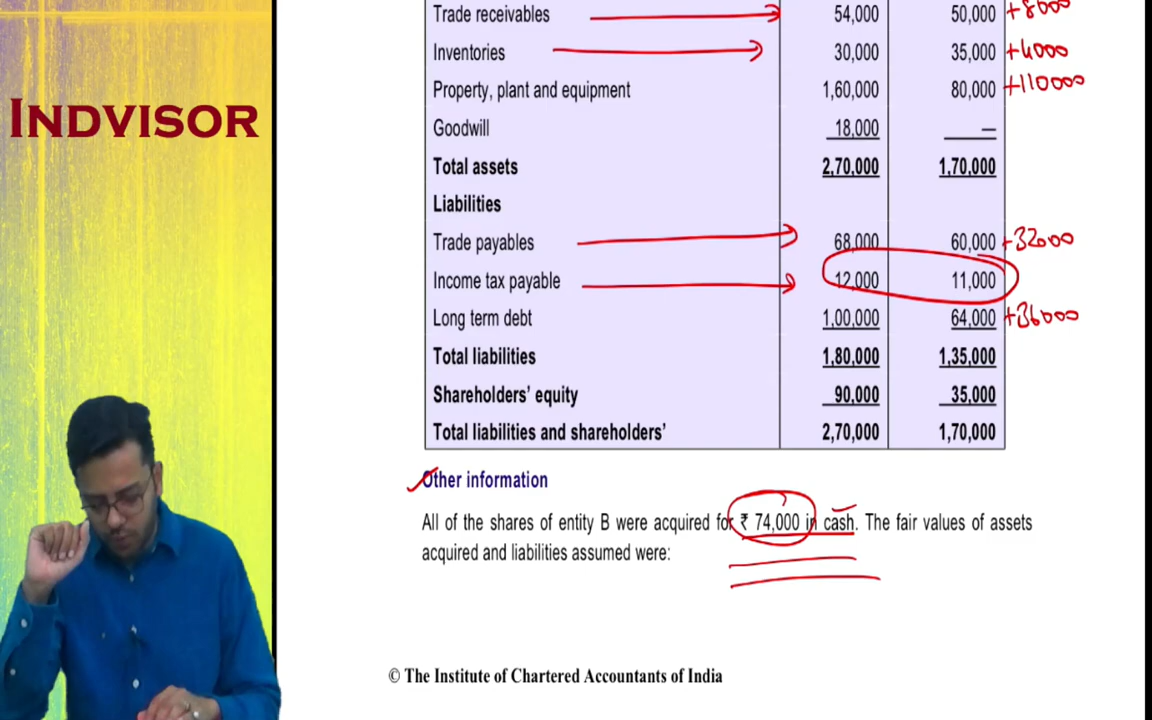 INDVISOR
Trade receivables 54,000 50,000 +8000
Inventories 30,000 35,000 +4000
Property, plant and equipment 1,60,000 80,000 +110000
Goodwill 18,000 —
Total assets 2,70,000 1,70,000
Liabilities
Trade payables 68,000 60,000 +32000
Income tax payable 12,000 11,000
Long term debt 1,00,000 64,000 +36000
Total liabilities 1,80,000 1,35,000
Shareholders' equity 90,000 35,000
Total liabilities and shareholders' 2,70,000 1,70,000
Other information
All of the shares of entity B were acquired for ₹ 74,000 in cash. The fair values of assets
acquired and liabilities assumed were:
© The Institute of Chartered Accountants of India